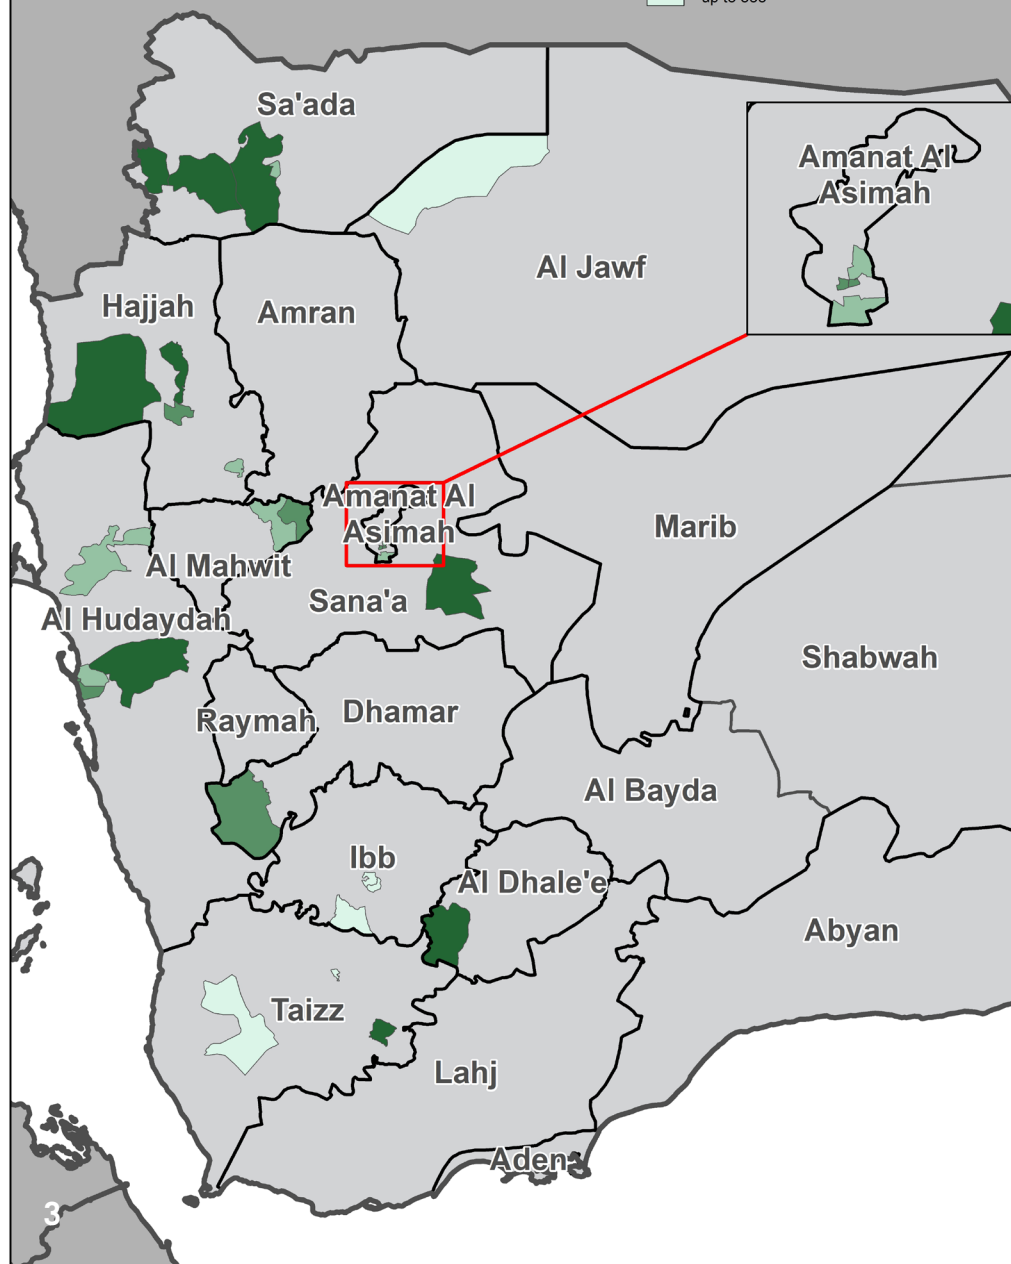 Sa'ada
Amanat Al
Asimah
Al Jawf
Hajjah
Amran
Amanat Al
Asimah
Marib
Al Mahwit
Sana'a
Al Hudaydah
Shabwah
Raymah
Dhamar
Al Bayda
Ibb
Al Dhale'e
Abyan
Taizz
Lahj
Aden
3